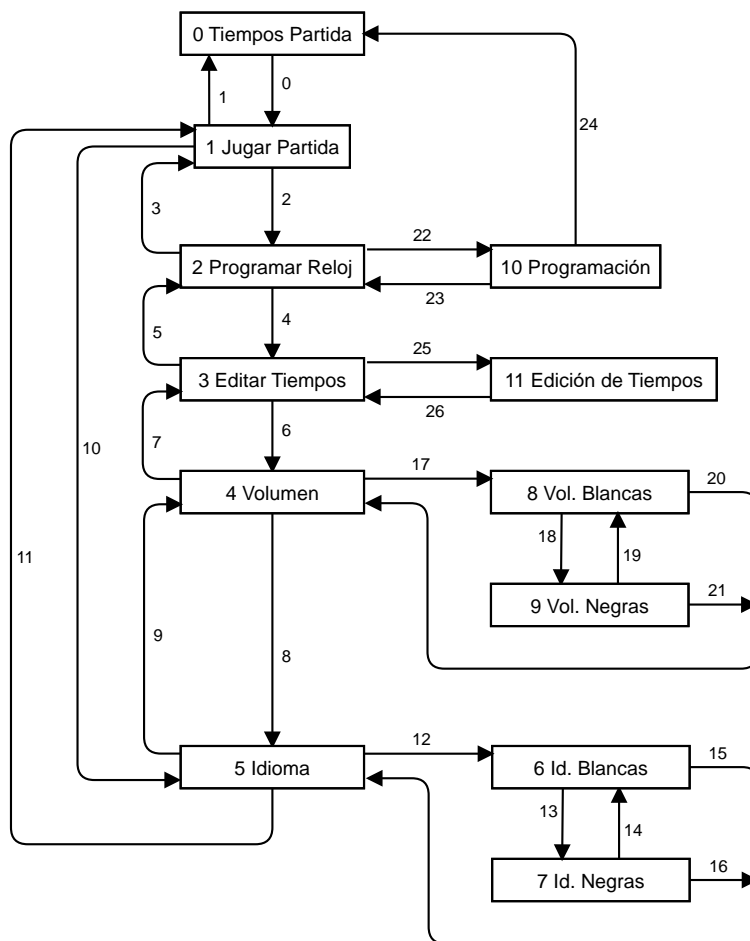 0 Tiempos Partida
1
0
24
1 Jugar Partida
3
2
2 Programar Reloj
22
10 Programación
23
5
4
25
3 Editar Tiempos
11 Edición de Tiempos
26
7
6
10
17
20
4 Volumen
8 Vol. Blancas
18
19
11
21
9 Vol. Negras
9
8
12
15
5 Idioma
6 Id. Blancas
13
14
16
7 Id. Negras